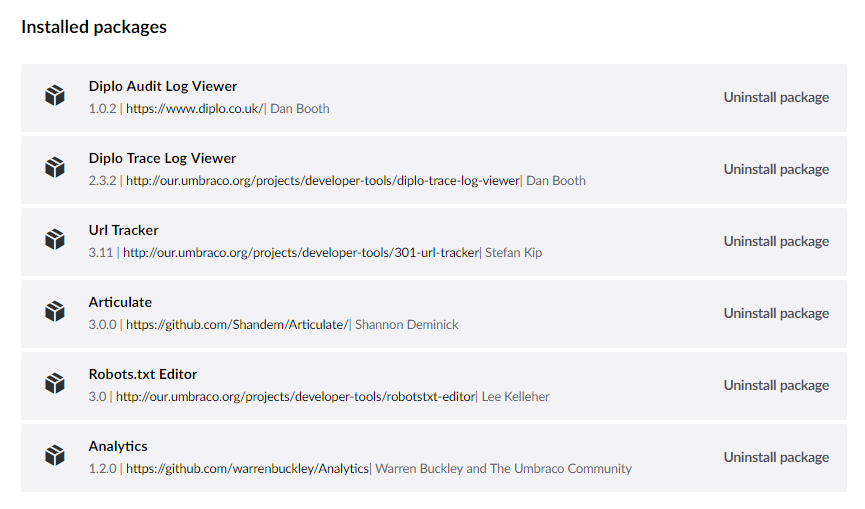 Installed packages
Diplo Audit Log Viewer
1.0.2 | https://www.diplo.co.uk/| Dan Booth
Uninstall package
Diplo Trace Log Viewer
2.3.2 | http://our.umbraco.org/projects/developer-tools/diplo-trace-log-viewer| Dan Booth
Uninstall package
Url Tracker
3.11 | http://our.umbraco.org/projects/developer-tools/301-url-tracker| Stefan Kip
Uninstall package
Articulate
3.0.0 | https://github.com/Shandem/Articulate/| Shannon Deminick
Uninstall package
Robots.txt Editor
3.0 | http://our.umbraco.org/projects/developer-tools/robotstxt-editor| Lee Kelleher
Uninstall package
Analytics
1.2.0 | https://github.com/warrenbuckley/Analytics| Warren Buckley and The Umbraco Community
Uninstall package